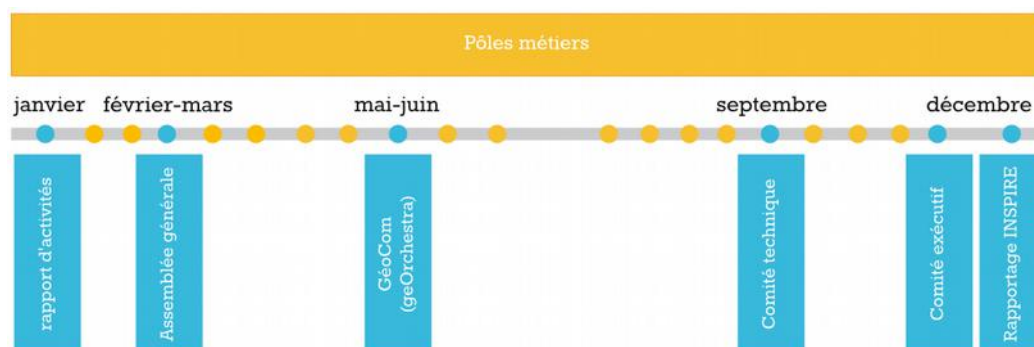 Pôles métiers
janvier
février-mars
mai-juin
septembre
décembre
rapport d'activités
Assemblée générale
GéoCom
(geOrchestra)
Comité technique
Comité exécutif
Rapportage INSPIRE